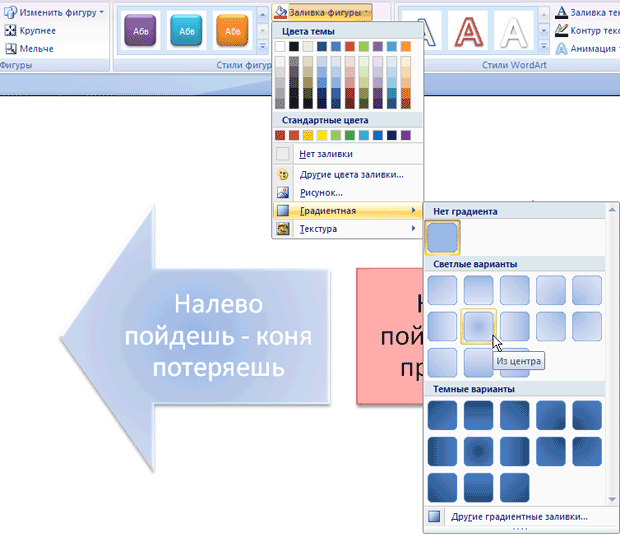 Изменить фигуру
Крупнее
Мельче
Фигуры
Абв Абв Абв
Стили фигур
Заливка фигуры
Заливка тек
Контур текс
Анимация т
Стили WordArt
Цвета темы
Стандартные цвета
Нет заливки
Другие цвета заливки...
Рисунок...
Градиентная
Текстура
Нет градиента
Светлые варианты
Из центра
Темные варианты
Другие градиентные заливки...
Налево
пойдешь - коня
потеряешь
Н
пой
пр